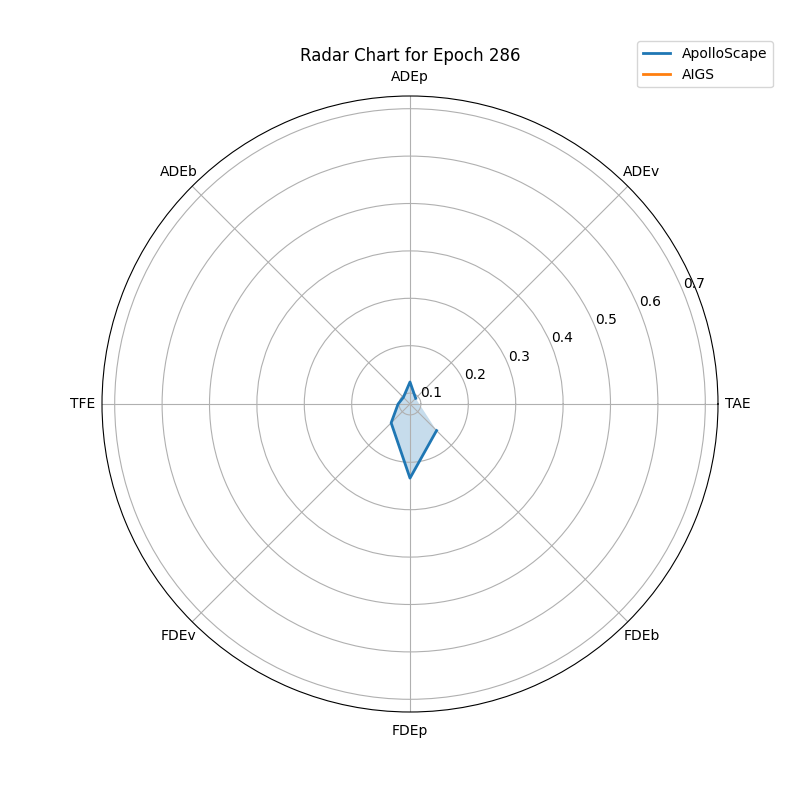 Radar Chart for Epoch 286
ApolloScape
AIGS
ADEp
ADEb
ADEv
0.7
0.6
0.5
0.4
0.3
0.2
0.1
TFE
TAE
FDEv
FDEb
FDEp